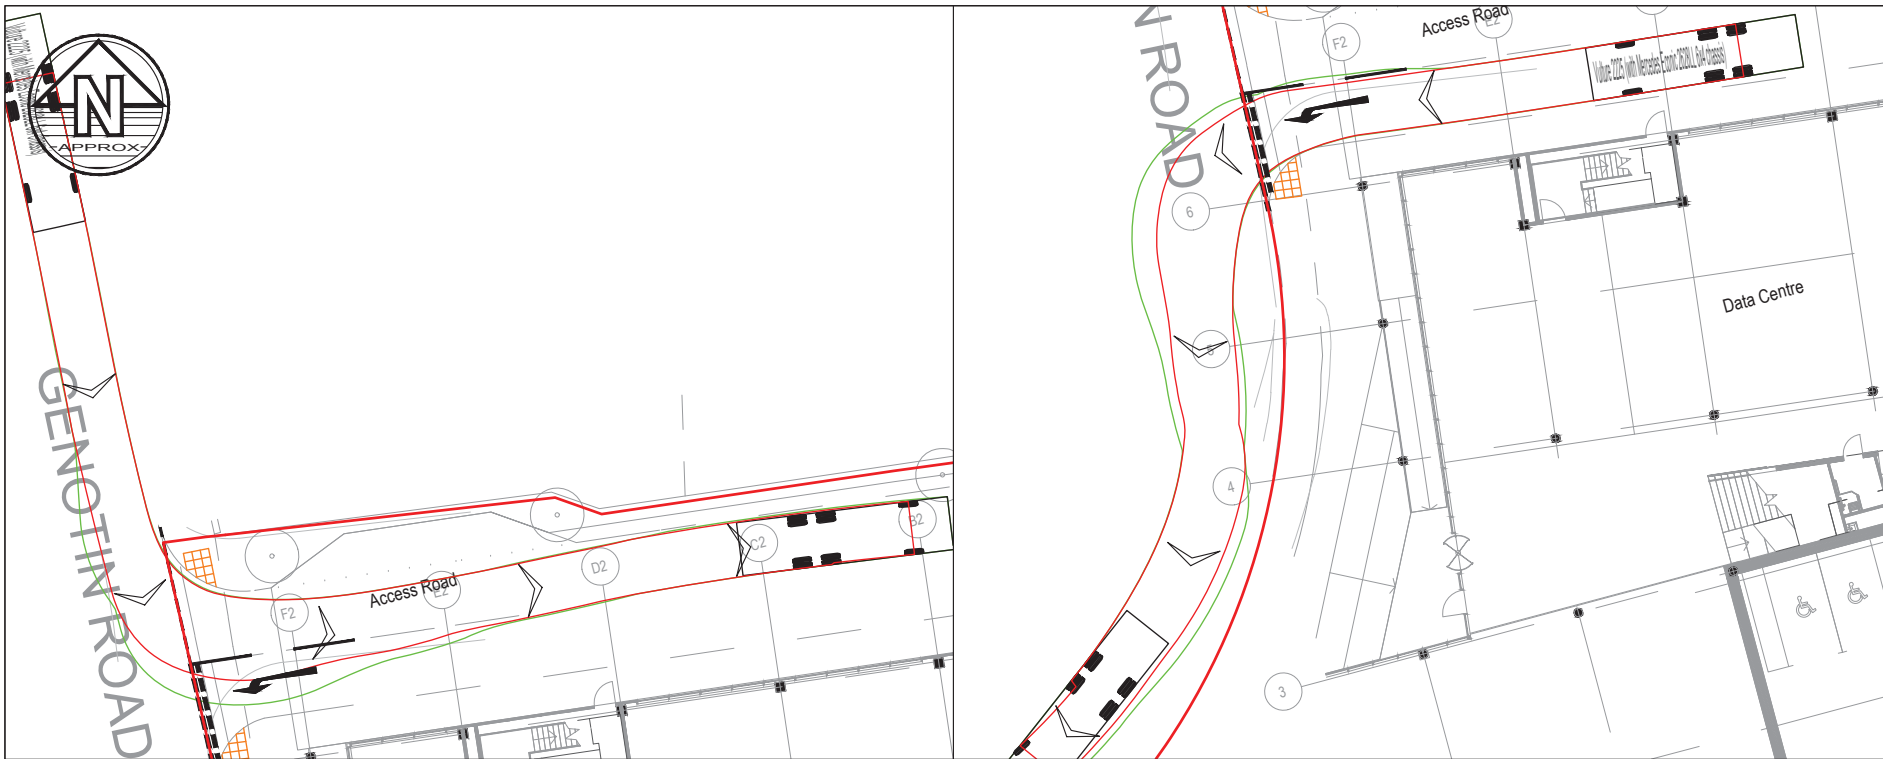 N
APPROX
GENOTIN ROAD
F2
Access Road
E2
D2
C2
B2
N ROAD
Access Road
F2
E2
Vulture 2225 (with Mercedes Econic 2629LL 6x4 chassis)
6
5
4
3
Data Centre